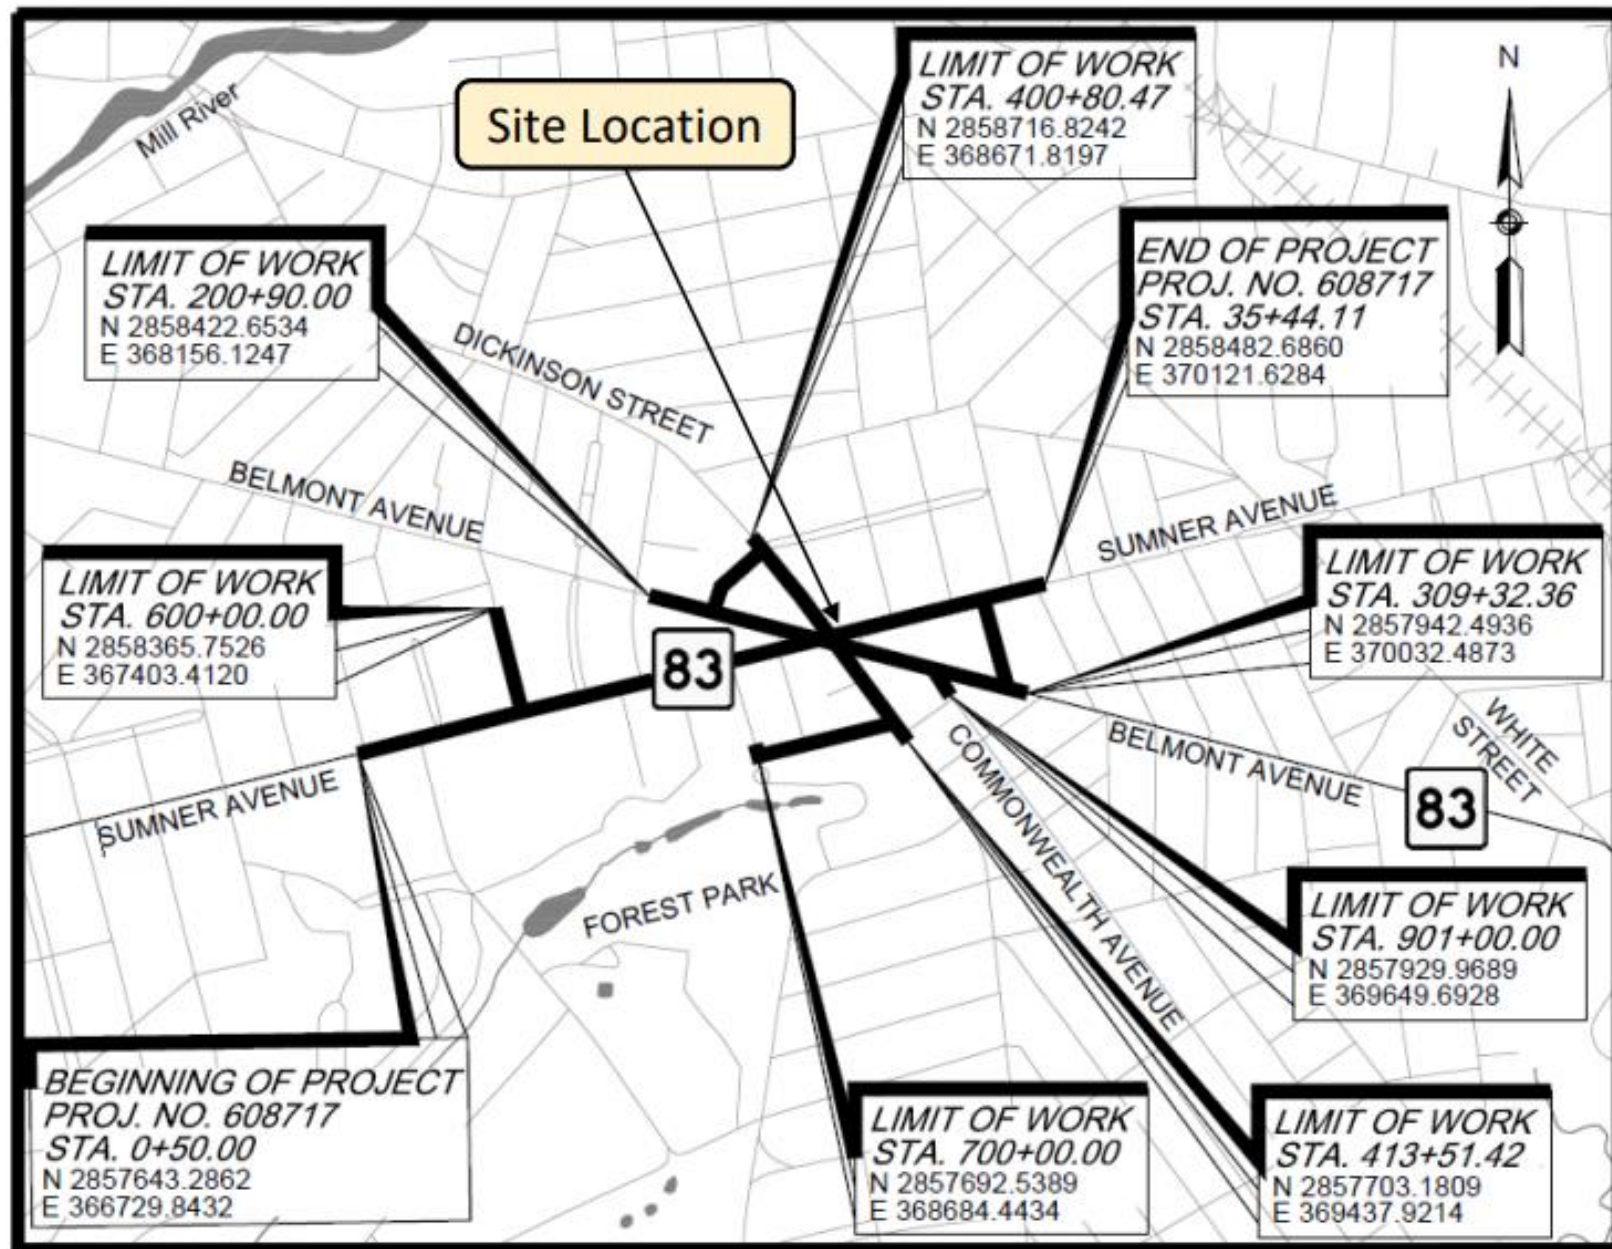 LIMIT OF WORK
STA. 400+80.47
N 2858716.8242
E 368671.8197
N
Site Location
Mill River
LIMIT OF WORK
STA. 200+90.00
N 2858422.6534
E 368156.1247
END OF PROJECT
PROJ. NO. 608717
STA. 35+44.11
N 2858482.6860
E 370121.6284
DICKINSON STREET
BELMONT AVENUE
SUMNER AVENUE
LIMIT OF WORK
STA. 600+00.00
N 2858365.7526
E 367403.4120
LIMIT OF WORK
STA. 309+32.36
N 2857942.4936
E 370032.4873
83
WHITE
STREET
BELMONT AVENUE
83
SUMNER AVENUE
COMMONWEALTH AVENUE
FOREST PARK
LIMIT OF WORK
STA. 901+00.00
N 2857929.9689
E 369649.6928
BEGINNING OF PROJECT
PROJ. NO. 608717
STA. 0+50.00
N 2857643.2862
E 366729.8432
LIMIT OF WORK
STA. 700+00.00
N 2857692.5389
E 368684.4434
LIMIT OF WORK
STA. 413+51.42
N 2857703.1809
E 369437.9214